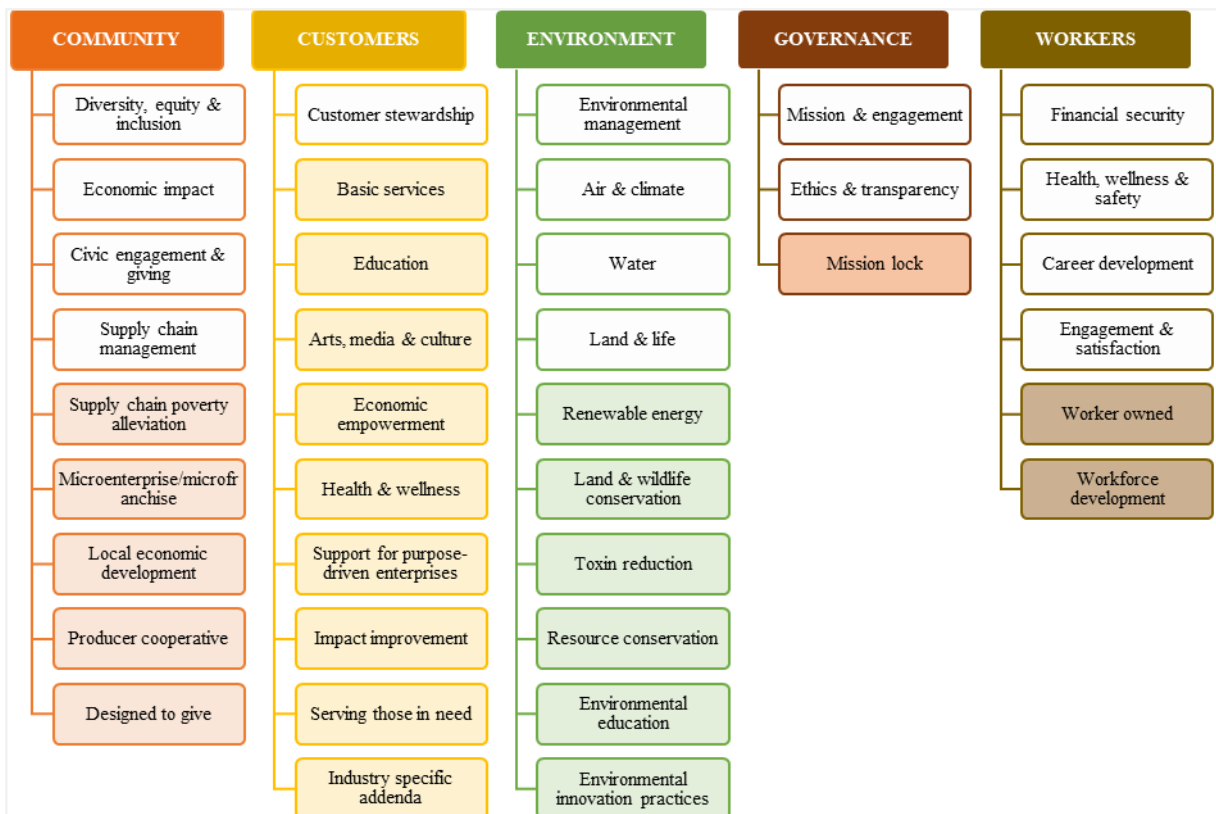 COMMUNITY
Diversity, equity &
inclusion
Economic impact
Civic engagement &
giving
Supply chain
management
Supply chain poverty
alleviation
Microenterprise/microfr
anchise
Local economic
development
Producer cooperative
Designed to give
CUSTOMERS
Customer stewardship
Basic services
Education
Arts, media & culture
Economic
empowerment
Health & wellness
Support for purpose-
driven enterprises
Impact improvement
Serving those in need
Industry specific
addenda
ENVIRONMENT
Environmental
management
Air & climate
Water
Land & life
Renewable energy
Land & wildlife
conservation
Toxin reduction
Resource conservation
Environmental
education
Environmental
innovation practices
GOVERNANCE
Mission & engagement
Ethics & transparency
Mission lock
WORKERS
Financial security
Health, wellness &
safety
Career development
Engagement &
satisfaction
Worker owned
Workforce
development